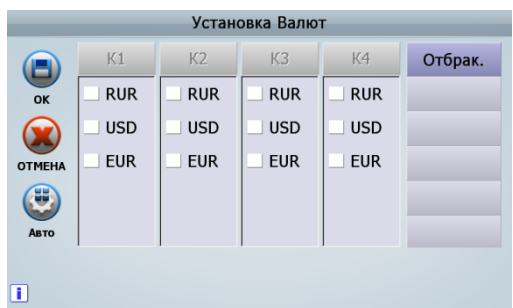 Установка Валют
K1 K2 K3 K4 Отбрак.
OK
RUR RUR RUR RUR
USD USD USD USD
ОТМЕНА
EUR EUR EUR EUR
Авто
i